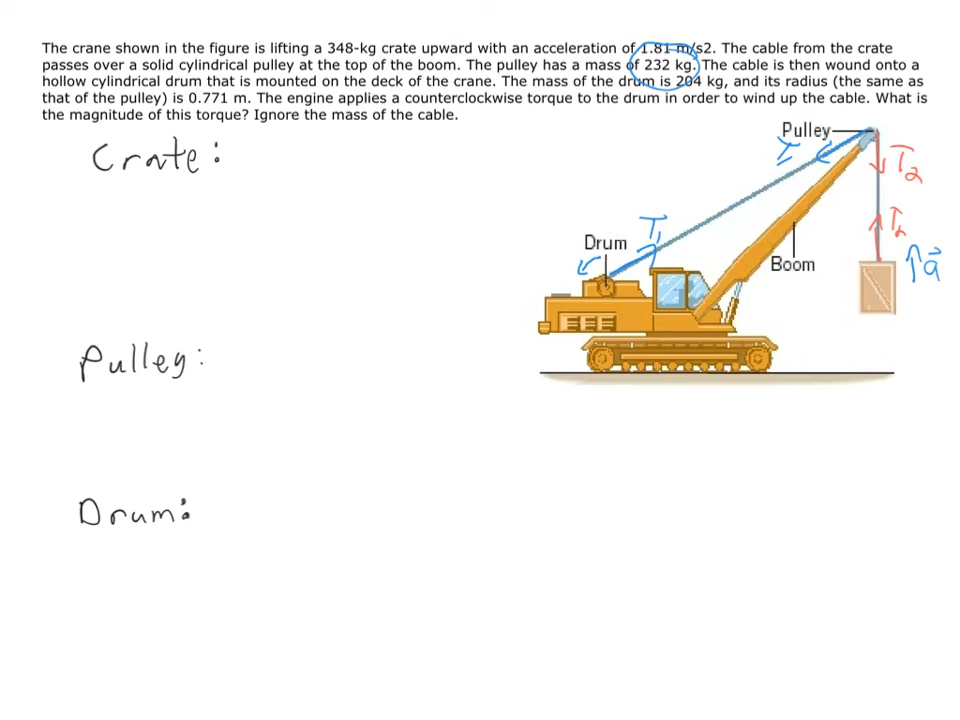 The crane shown in the figure is lifting a 348-kg crate upward with an acceleration of 1.81 m/s2. The cable from the crate
passes over a solid cylindrical pulley at the top of the boom. The pulley has a mass of 232 kg. The cable is then wound onto a
hollow cylindrical drum that is mounted on the deck of the crane. The mass of the drum is 204 kg, and its radius (the same as
that of the pulley) is 0.771 m. The engine applies a counterclockwise torque to the drum in order to wind up the cable. What is
the magnitude of this torque? Ignore the mass of the cable.
Pulley
Crate:
T₂
T₁
T₂
Drum
Boom
a⃗
Pulley:
Drum: